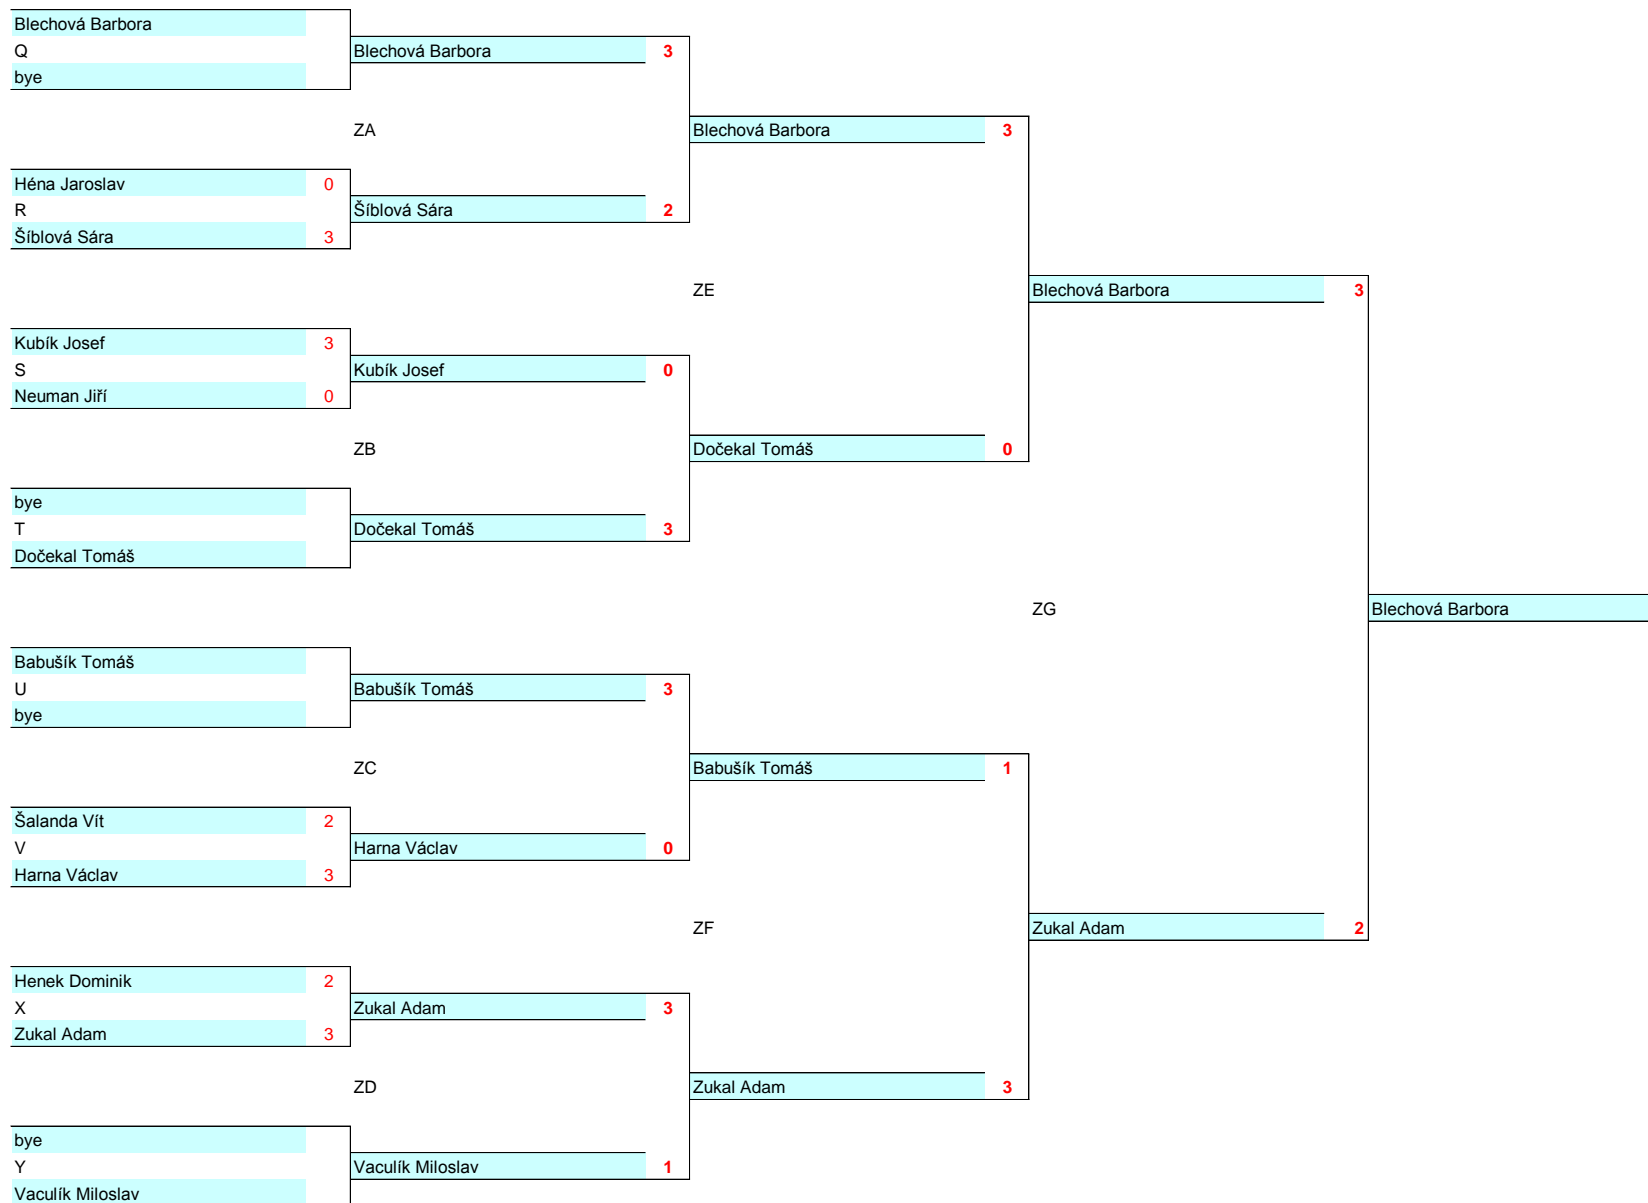 Blechová Barbora
Q
Blechová Barbora 3
bye
ZA
Blechová Barbora 3
Héna Jaroslav 0
R
Šíblová Sára 2
Šíblová Sára 3
ZE
Blechová Barbora 3
Kubík Josef 3
S
Kubík Josef 0
Neuman Jiří 0
ZB
Dočekal Tomáš 0
bye
T
Dočekal Tomáš 3
Dočekal Tomáš
ZG
Blechová Barbora
Babušík Tomáš
U
Babušík Tomáš 3
bye
ZC
Babušík Tomáš 1
Šalanda Vít 2
V
Harna Václav 0
Harna Václav 3
ZF
Zukal Adam 2
Henek Dominik 2
X
Zukal Adam 3
Zukal Adam 3
ZD
Zukal Adam 3
bye
Y
Vaculík Miloslav 1
Vaculík Miloslav